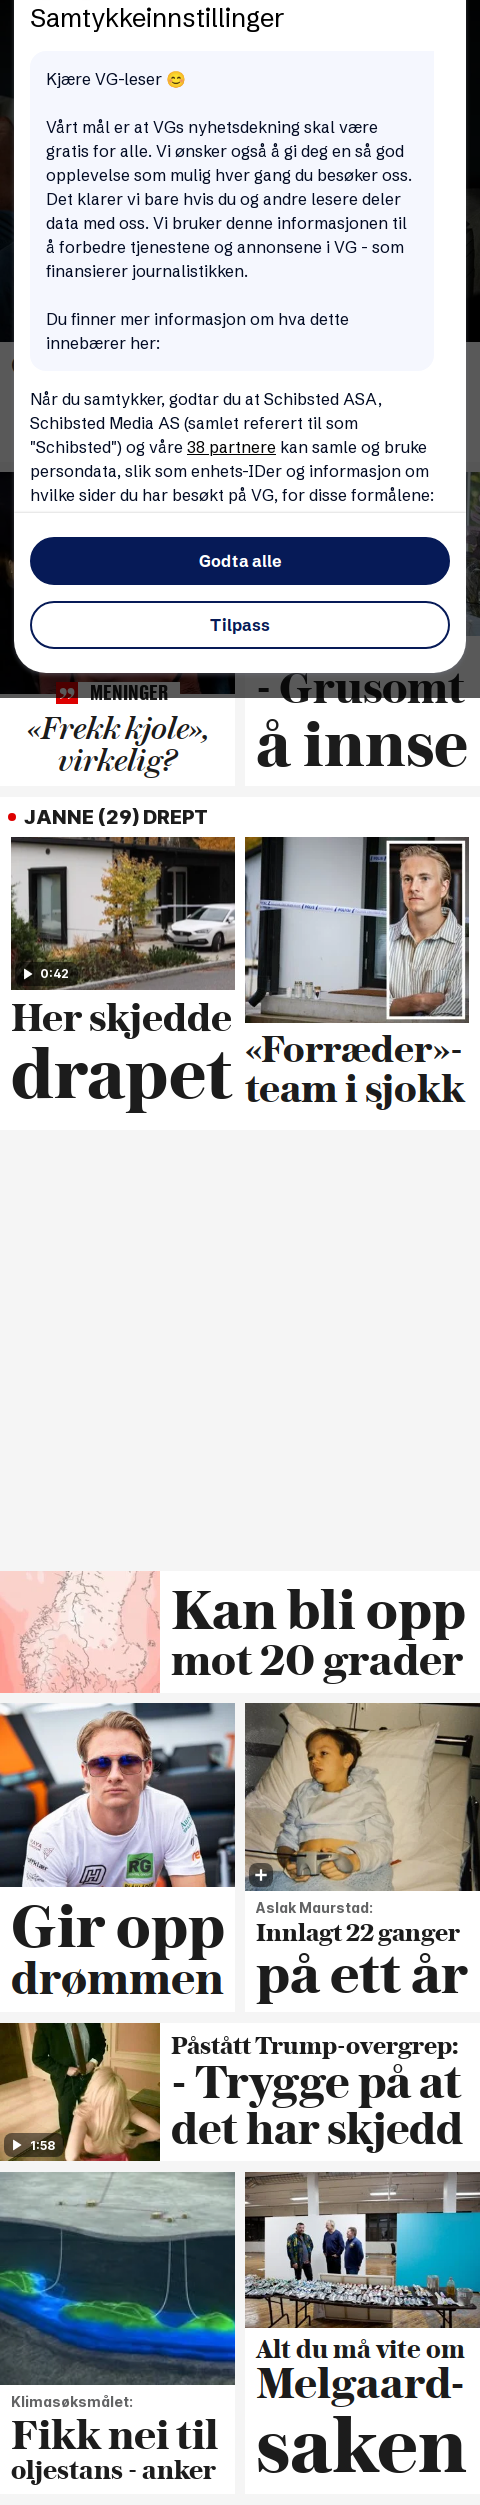 Samtykkeinnstillinger
Kjære VG-leser 😊
Vårt mål er at VGs nyhetsdekning skal være
gratis for alle. Vi ønsker også å gi deg en så god
opplevelse som mulig hver gang du besøker oss.
Det klarer vi bare hvis du og andre lesere deler
data med oss. Vi bruker denne informasjonen til
å forbedre tjenestene og annonsene i VG - som
finansierer journalistikken.
Du finner mer informasjon om hva dette
innebærer her:
Når du samtykker, godtar du at Schibsted ASA,
Schibsted Media AS (samlet referert til som
"Schibsted") og våre 38 partnere kan samle og bruke
persondata, slik som enhets-IDer og informasjon om
hvilke sider du har besøkt på VG, for disse formålene:
Godta alle
Tilpass
MENINGER
«Frekk kjole»,
virkelig?
- Grusomt
å innse
JANNE (29) DREPT
0:42
Her skjedde
drapet
«Forræder»-
team i sjokk
Kan bli opp
mot 20 grader
RG
Gir opp
drømmen
Aslak Maurstad:
Innlagt 22 ganger
på ett år
1:58
Påstått Trump-overgrep:
- Trygge på at
det har skjedd
Klimasøksmålet:
Fikk nei til
oljestans - anker
Alt du må vite om
Melgaard-
saken